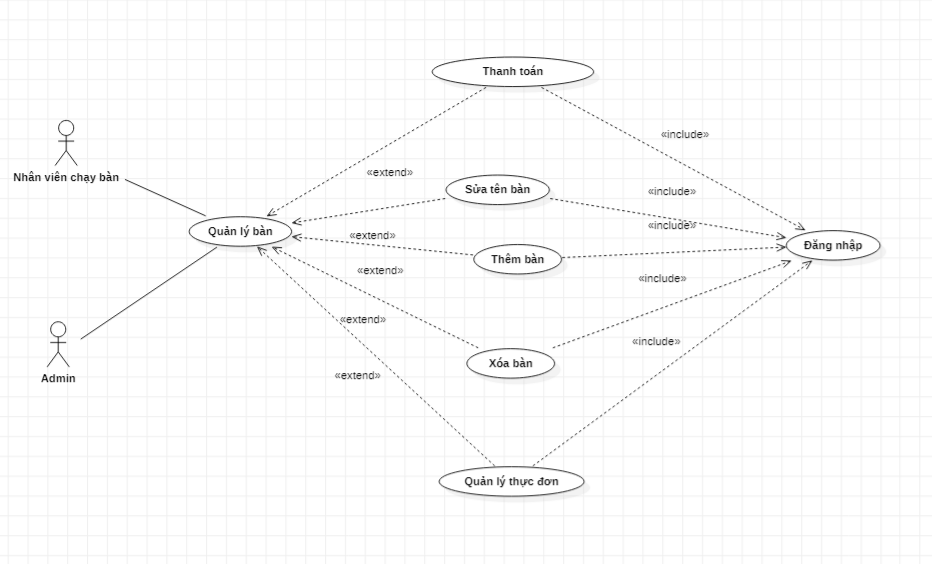 Thanh toán
«include»
«extend»
Nhân viên chạy bàn
Sửa tên bàn
«include»
Quản lý bàn
«include»
«extend»
Đăng nhập
Thêm bàn
«extend»
«include»
«extend»
«include»
Xóa bàn
«extend»
Admin
Quản lý thực đơn